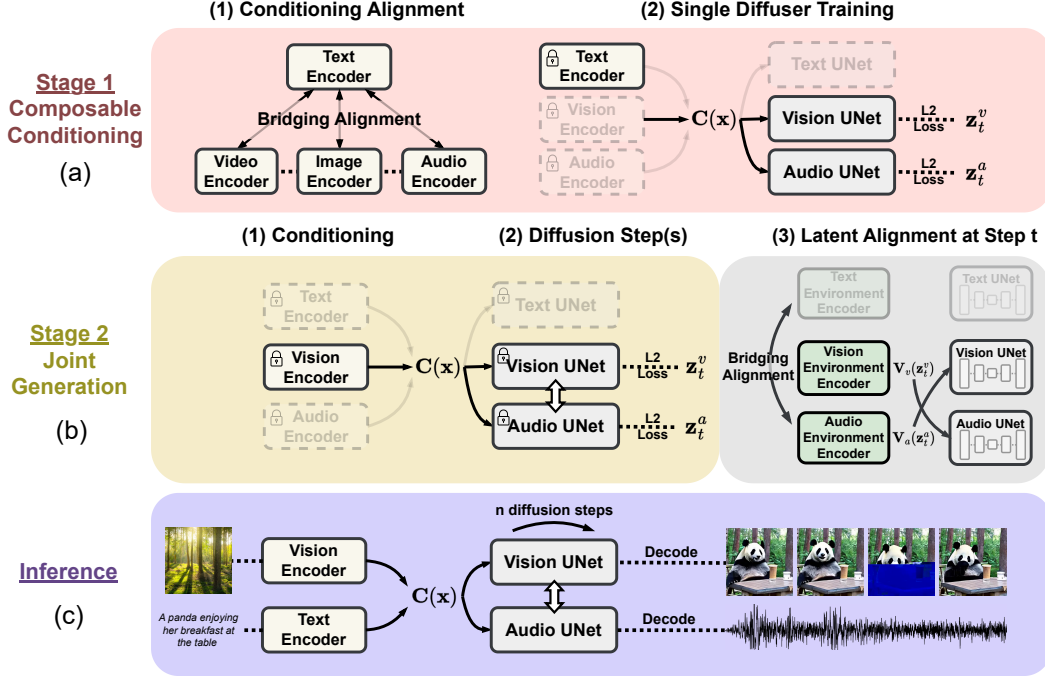 (1) Conditioning Alignment
(2) Single Diffuser Training
Stage 1
Composable
Conditioning
(a)
Text
Encoder
Bridging Alignment
Video
Encoder
Image
Encoder
Audio
Encoder
Text
Encoder
Vision
Encoder
Audio
Encoder
C(x)
Text UNet
Vision UNet
Audio UNet
L2
Loss
z_t^v
L2
Loss
z_t^a
(1) Conditioning
(2) Diffusion Step(s)
(3) Latent Alignment at Step t
Stage 2
Joint
Generation
(b)
Text
Encoder
Vision
Encoder
Audio
Encoder
C(x)
Text UNet
Vision UNet
Audio UNet
L2
Loss
z_t^v
L2
Loss
z_t^a
Bridging
Alignment
Text
Environment
Encoder
Vision
Environment
Encoder
Audio
Environment
Encoder
V_v(z_t^v)
V_a(z_t^a)
Text UNet
Vision UNet
Audio UNet
Inference
(c)
A panda enjoying
her breakfast at
the table
Vision
Encoder
Text
Encoder
C(x)
n diffusion steps
Vision UNet
Audio UNet
Decode
Decode